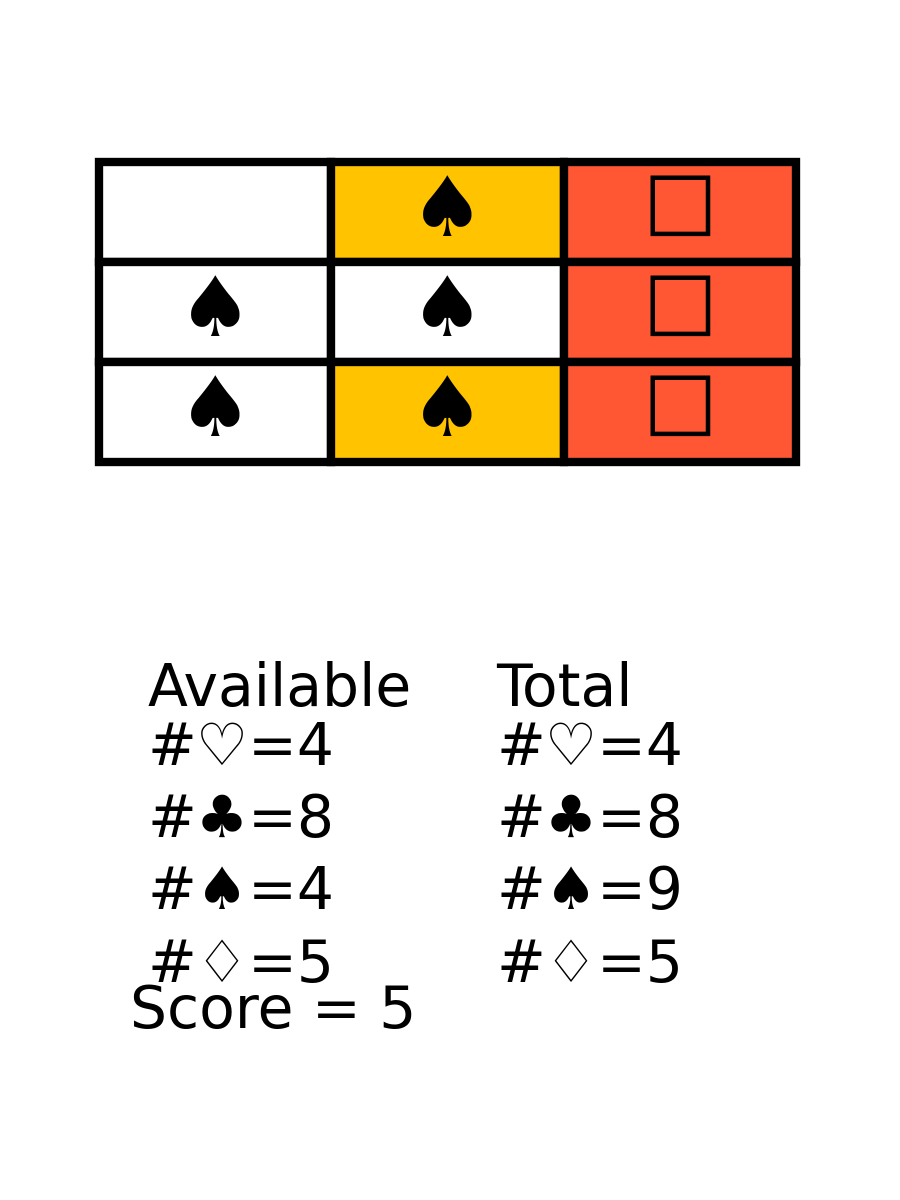 ♠ □
♠ ♠ □
♠ ♠ □
Available Total
#♡=4 #♡=4
#♣=8 #♣=8
#♠=4 #♠=9
#♢=5 #♢=5
Score = 5